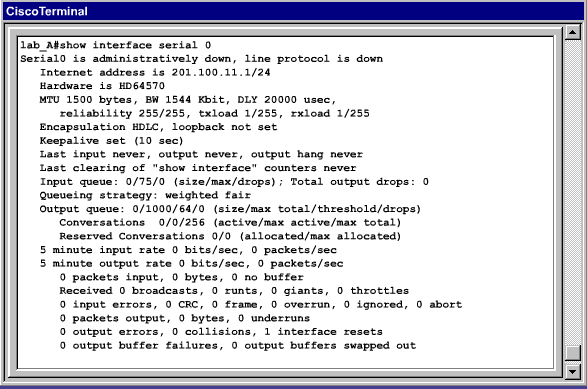 CiscoTerminal
lab_A#show interface serial 0
Serial0 is administratively down, line protocol is down
Internet address is 201.100.11.1/24
Hardware is HD64570
MTU 1500 bytes, BW 1544 Kbit, DLY 20000 usec,
reliability 255/255, txload 1/255, rxload 1/255
Encapsulation HDLC, loopback not set
Keepalive set (10 sec)
Last input never, output never, output hang never
Last clearing of "show interface" counters never
Input queue: 0/75/0 (size/max/drops); Total output drops: 0
Queueing strategy: weighted fair
Output queue: 0/1000/64/0 (size/max total/threshold/drops)
Conversations 0/0/256 (active/max active/max total)
Reserved Conversations 0/0 (allocated/max allocated)
5 minute input rate 0 bits/sec, 0 packets/sec
5 minute output rate 0 bits/sec, 0 packets/sec
0 packets input, 0 bytes, 0 no buffer
Received 0 broadcasts, 0 runts, 0 giants, 0 throttles
0 input errors, 0 CRC, 0 frame, 0 overrun, 0 ignored, 0 abort
0 packets output, 0 bytes, 0 underruns
0 output errors, 0 collisions, 1 interface resets
0 output buffer failures, 0 output buffers swapped out